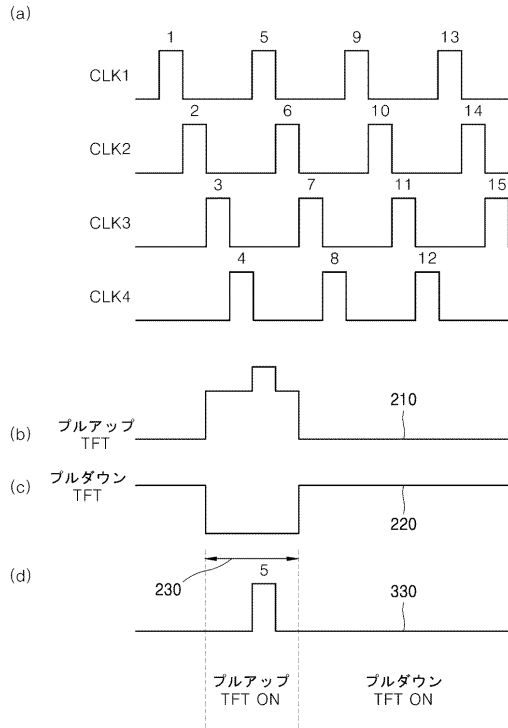 (a)
1 5 9 13
CLK1
2 6 10 14
CLK2
3 7 11 15
CLK3
4 8 12
CLK4
(b)
プルアップ
TFT
210
(c)
プルダウン
TFT
220
(d)
230
5
330
プルアップ
TFT ON
プルダウン
TFT ON